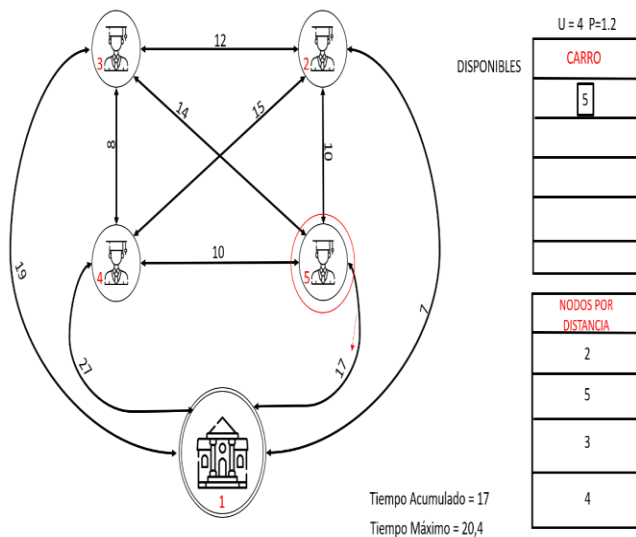 U = 4 P=1.2
DISPONIBLES
CARRO
5
12
3
2
14
15
8
10
10
4
5
19
27
17
7
1
NODOS POR
DISTANCIA
2
5
3
4
Tiempo Acumulado = 17
Tiempo Máximo = 20,4